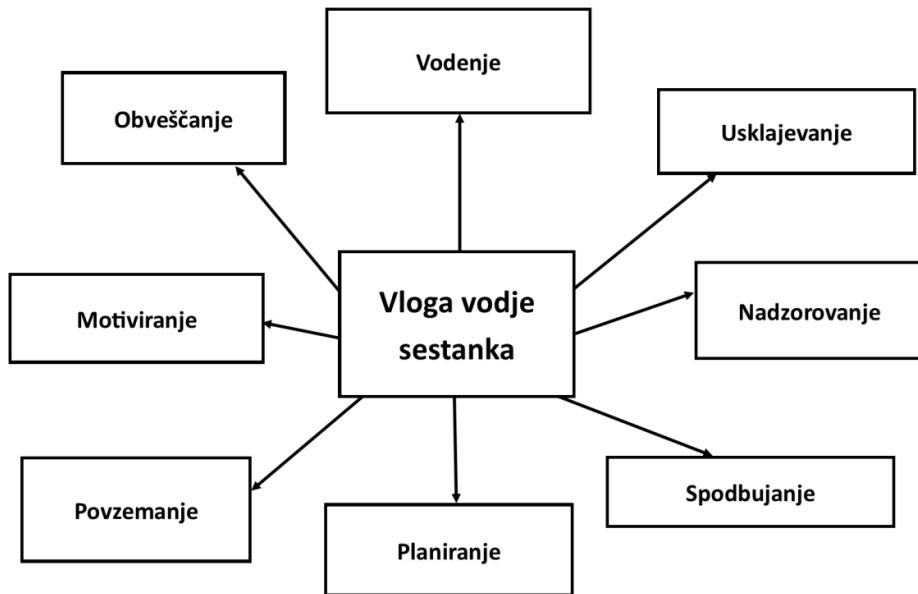 Vodenje
Obveščanje
Usklajevanje
Vloga vodje
sestanka
Motiviranje
Nadzorovanje
Povzemanje
Spodbujanje
Planiranje